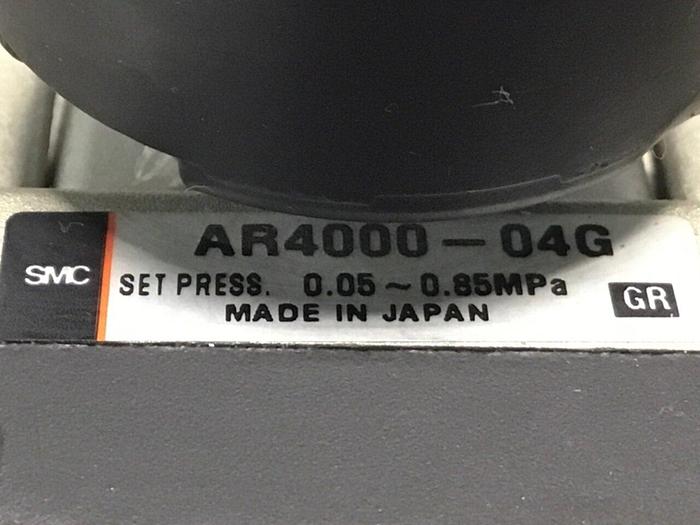 AR4000-04G
SMC
SET PRESS. 0.05~0.85MPa
GR
MADE IN JAPAN